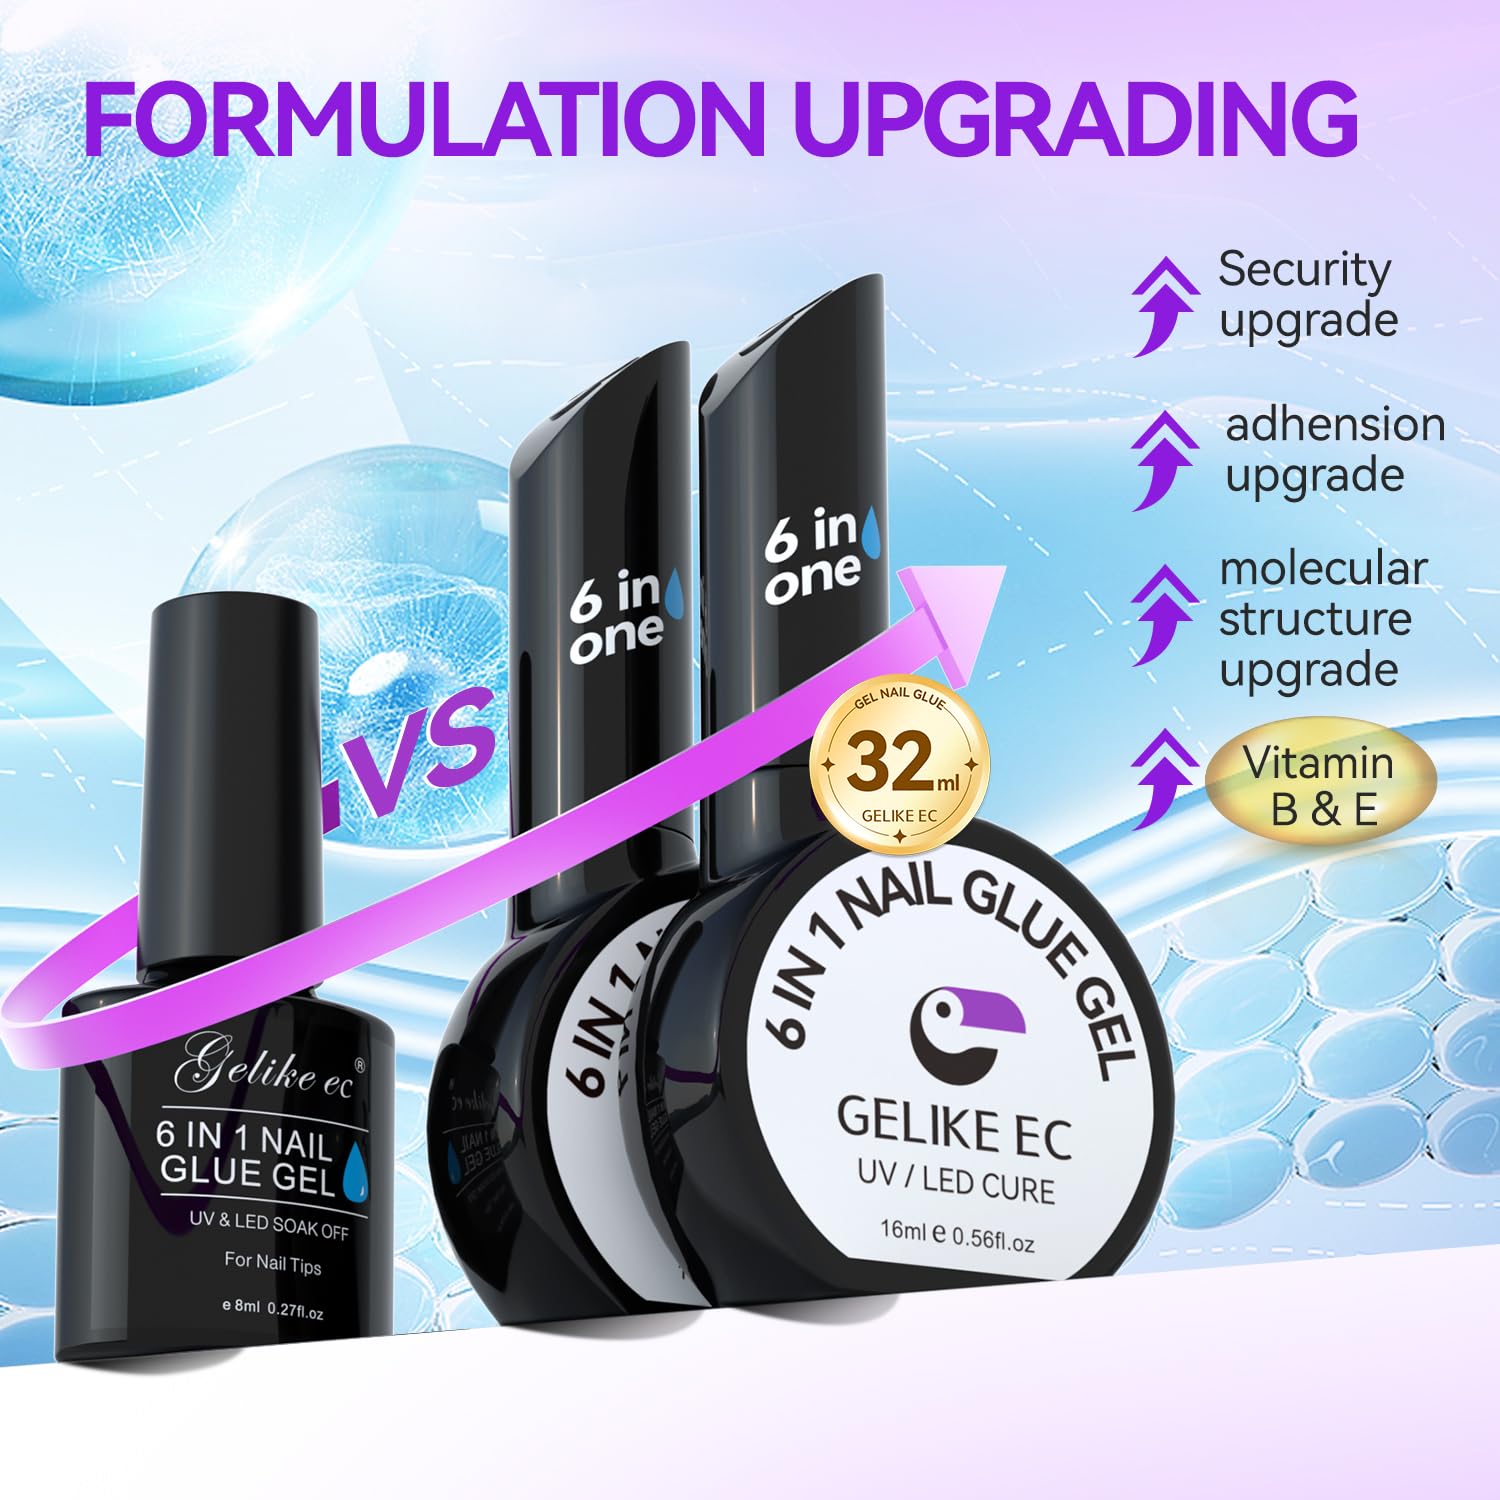 FORMULATION UPGRADING
Security
upgrade
adhension
upgrade
molecular
structure
upgrade
Vitamin
B & E
VS
6 in
one
6 in
one
GEL NAIL GLUE
32ml
GELIKE EC
Gelike ec®
6 IN 1 NAIL
GLUE GEL
UV & LED SOAK OFF
For Nail Tips
e 8ml 0.27fl.oz
6 IN 1 NAIL GLUE GEL
GELIKE EC
UV / LED CURE
16ml e 0.56fl.oz
6 IN 1